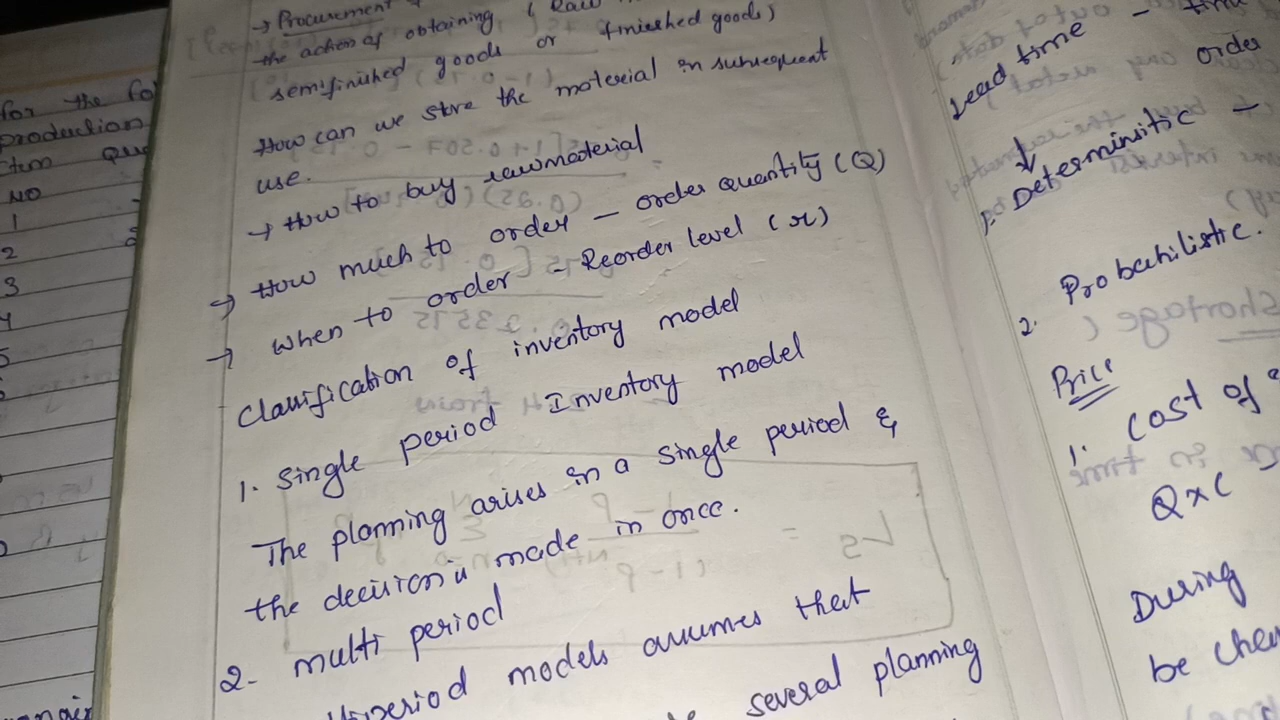 for the fo
production
NO
1
2
3
4
5
→ Procurement
the action of obtaining (Raw
semifinished goods or finished goods)
How can we store the material in subsequent
use.
→ How to buy rawmaterial
→ How much to order - order quantity (Q)
→ When to order - Reorder level (r)
Classification of inventory model
1. Single period Inventory model
The planning arises in a single period &
the decision is made in once.
2. multi period
period models assumes that
several planning
Lead time -
order
1. Deterministic -
2. Probabilistic.
Price
1. Cost of
Q×C
During
be